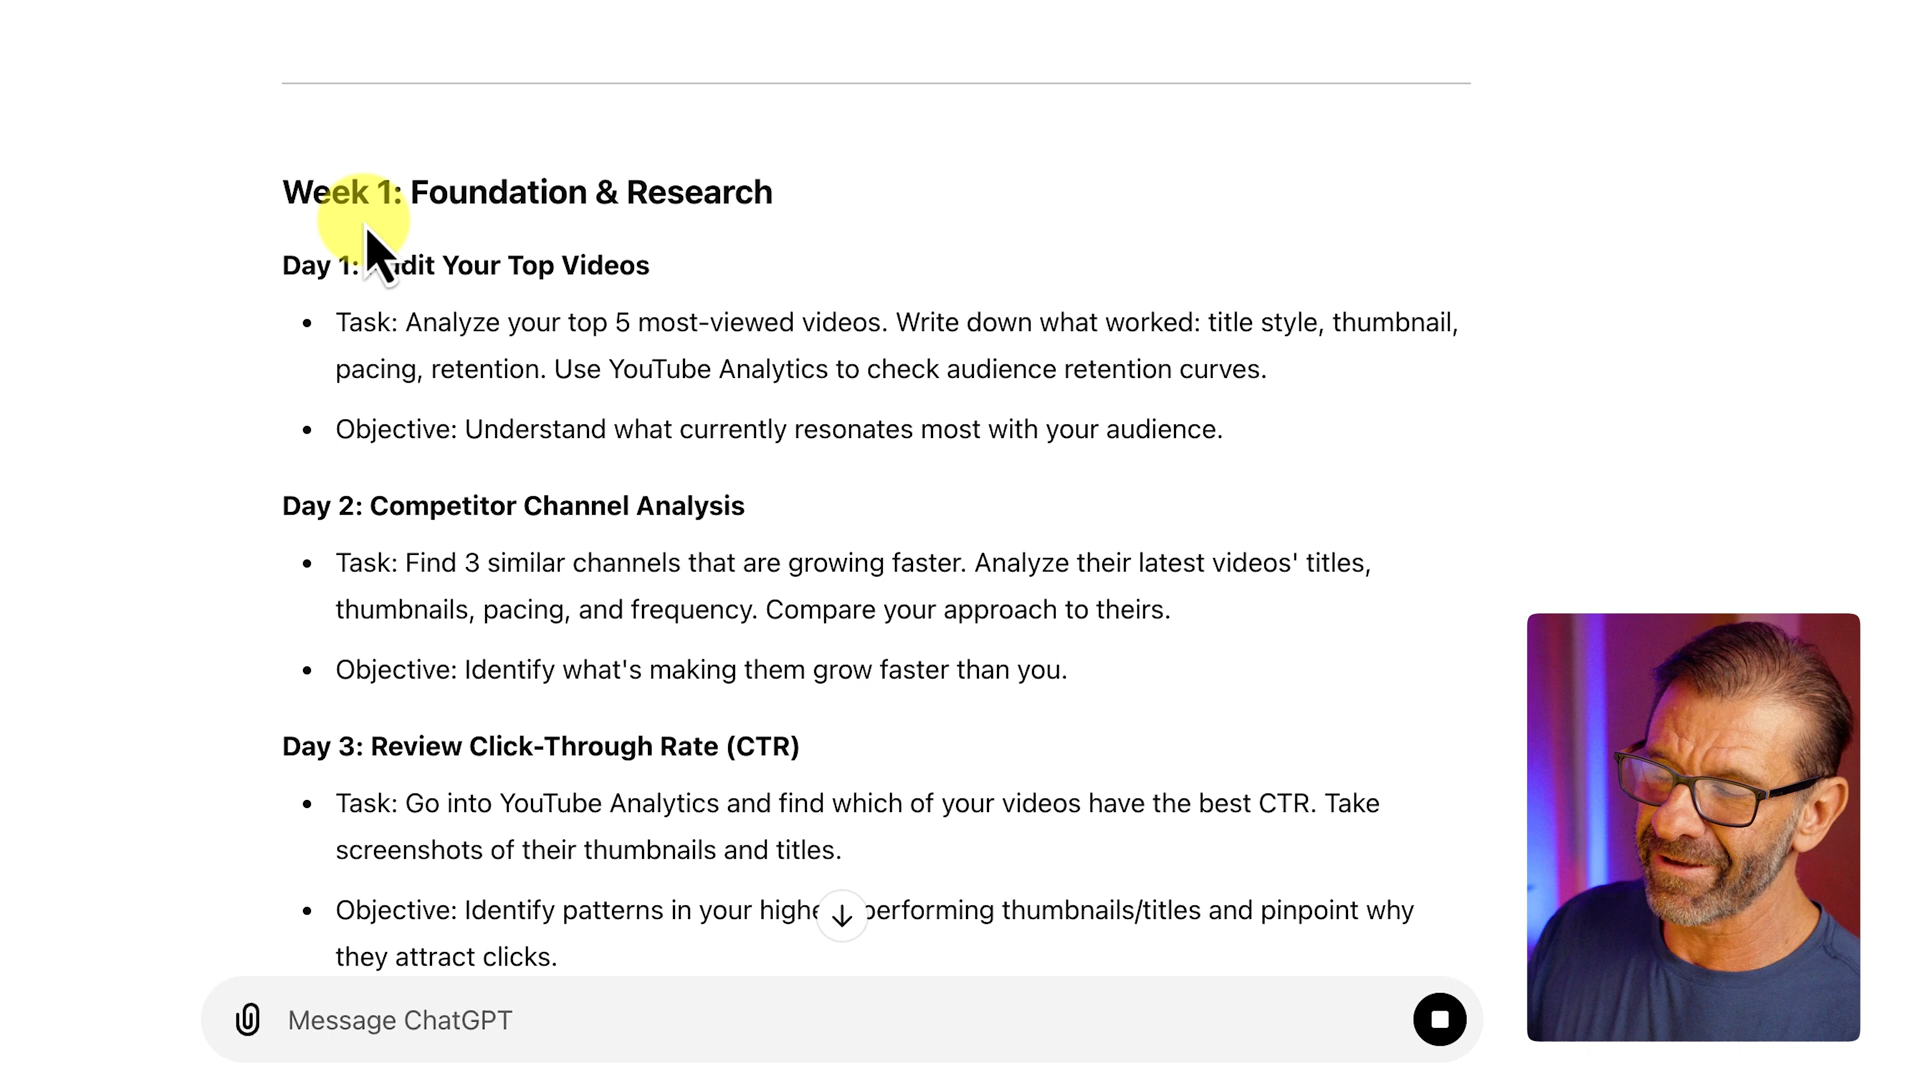 Week 1: Foundation & Research
Day 1: Audit Your Top Videos
• Task: Analyze your top 5 most-viewed videos. Write down what worked: title style, thumbnail,
pacing, retention. Use YouTube Analytics to check audience retention curves.
• Objective: Understand what currently resonates most with your audience.
Day 2: Competitor Channel Analysis
• Task: Find 3 similar channels that are growing faster. Analyze their latest videos' titles,
thumbnails, pacing, and frequency. Compare your approach to theirs.
• Objective: Identify what's making them grow faster than you.
Day 3: Review Click-Through Rate (CTR)
• Task: Go into YouTube Analytics and find which of your videos have the best CTR. Take
screenshots of their thumbnails and titles.
• Objective: Identify patterns in your performing thumbnails/titles and pinpoint why
they attract clicks.
Message ChatGPT